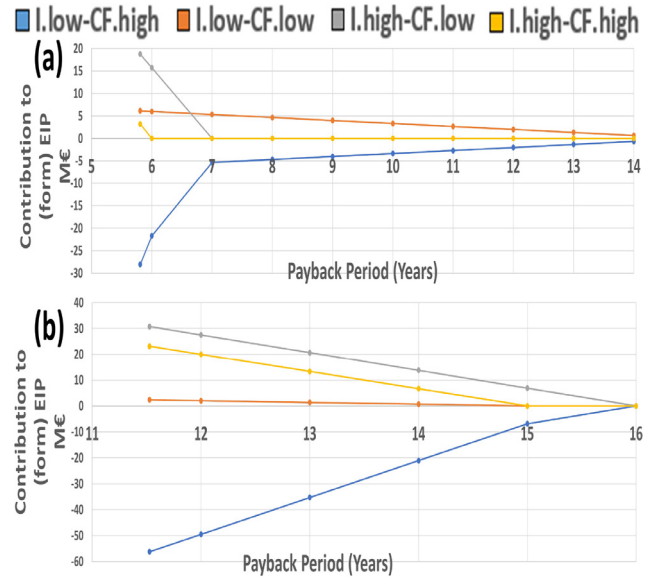 I.low-CF.high I.low-CF.low I.high-CF.low I.high-CF.high
(a)
Contribution to
(form) EIP
M€
20
15
10
5
0
-5
-10
-15
-20
-25
-30
5 6 7 8 9 10 11 12 13 14
Payback Period (Years)
(b)
Contribution to
(form) EIP
M€
40
30
20
10
0
-10
-20
-30
-40
-50
-60
11 12 13 14 15 16
Payback Period (Years)